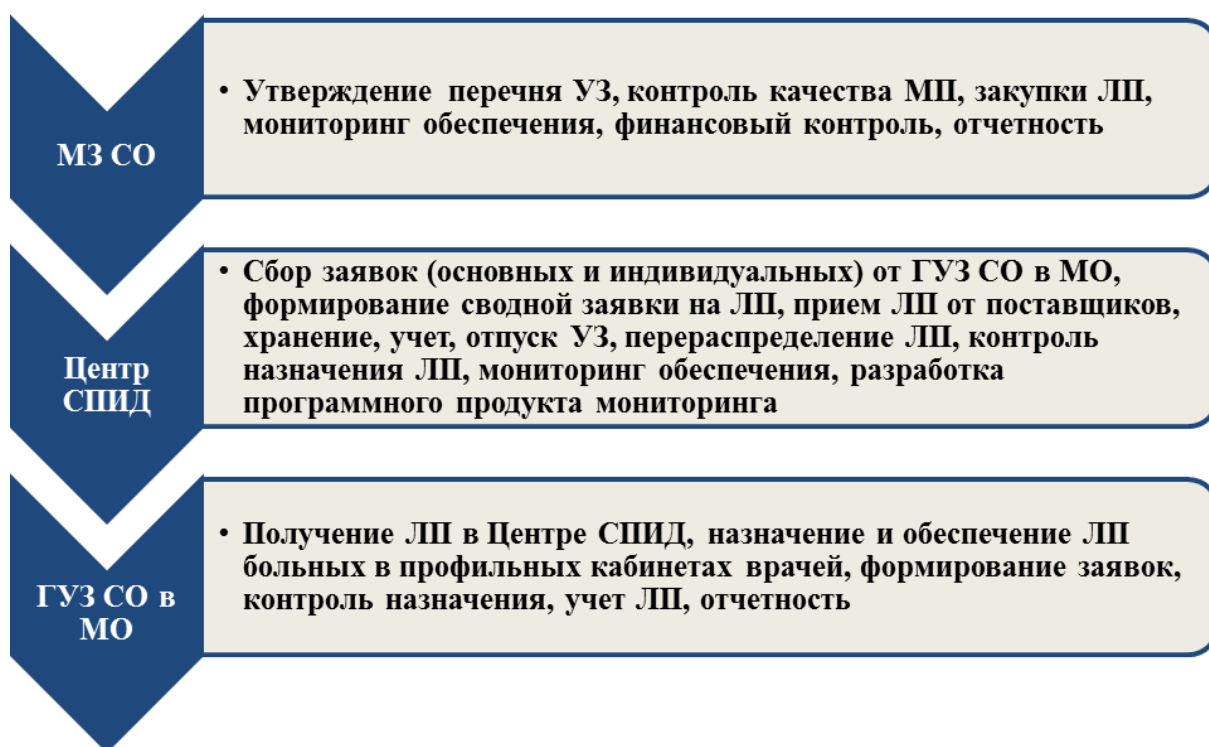 МЗ СО
• Утверждение перечня УЗ, контроль качества МП, закупки ЛП,
мониторинг обеспечения, финансовый контроль, отчетность
Центр
СПИД
• Сбор заявок (основных и индивидуальных) от ГУЗ СО в МО,
формирование сводной заявки на ЛП, прием ЛП от поставщиков,
хранение, учет, отпуск УЗ, перераспределение ЛП, контроль
назначения ЛП, мониторинг обеспечения, разработка
программного продукта мониторинга
ГУЗ СО в
МО
• Получение ЛП в Центре СПИД, назначение и обеспечение ЛП
больных в профильных кабинетах врачей, формирование заявок,
контроль назначения, учет ЛП, отчетность